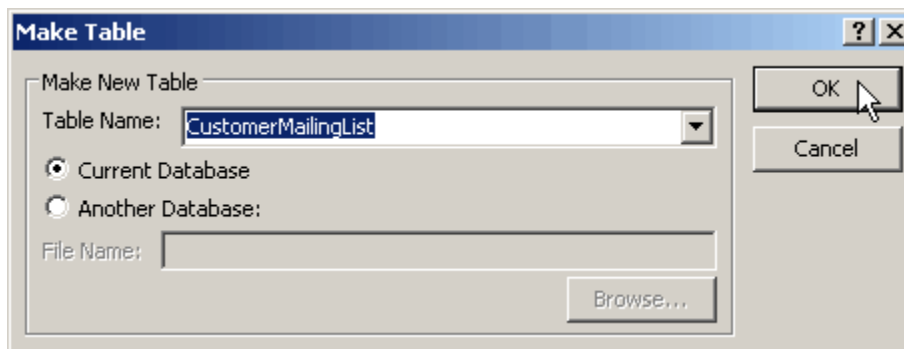 Make Table
Make New Table
Table Name: CustomerMailingList
Current Database
Another Database:
File Name:
Browse...
OK
Cancel